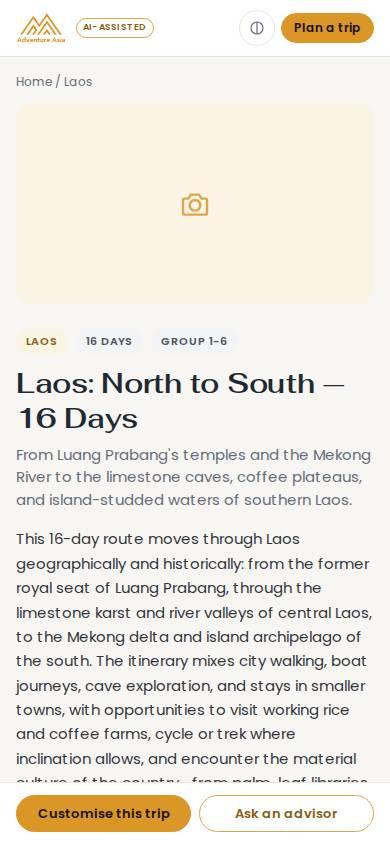 Adventure Asia
AI-ASSISTED
Plan a trip
Home / Laos
LAOS
16 DAYS
GROUP 1-6
Laos: North to South —
16 Days
From Luang Prabang's temples and the Mekong
River to the limestone caves, coffee plateaus,
and island-studded waters of southern Laos.
This 16-day route moves through Laos
geographically and historically: from the former
royal seat of Luang Prabang, through the
limestone karst and river valleys of central Laos,
to the Mekong delta and island archipelago of
the south. The itinerary mixes city walking, boat
journeys, cave exploration, and stays in smaller
towns, with opportunities to visit working rice
and coffee farms, cycle or trek where
inclination allows, and encounter the material
Customise this trip
Ask an advisor